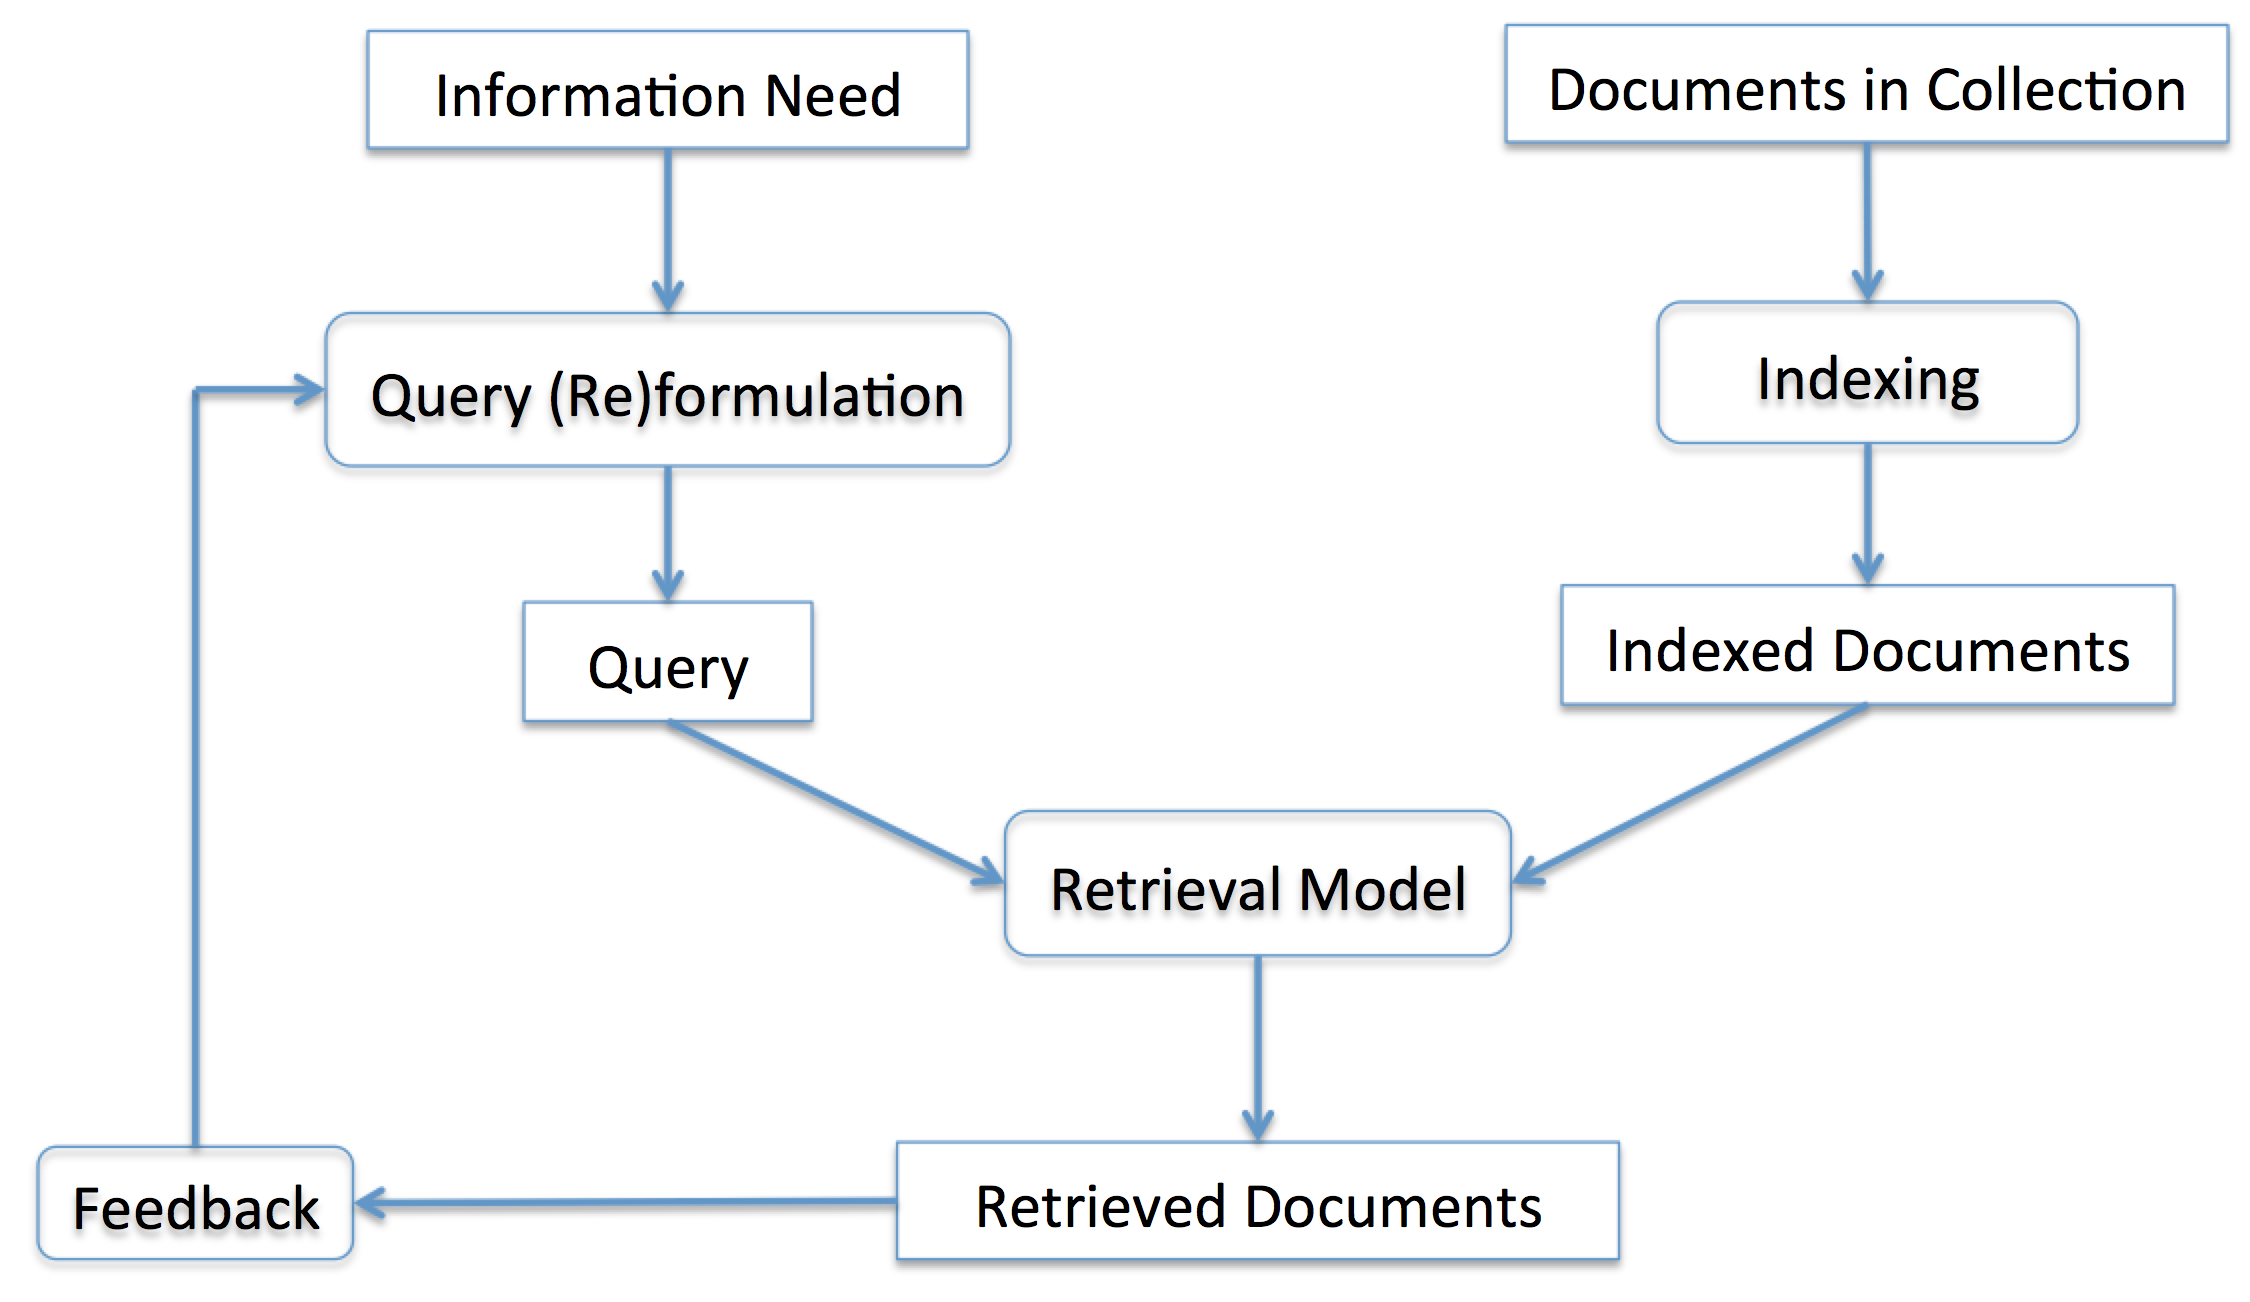 Information Need
Documents in Collection
Query (Re)formulation
Indexing
Query
Indexed Documents
Retrieval Model
Feedback
Retrieved Documents